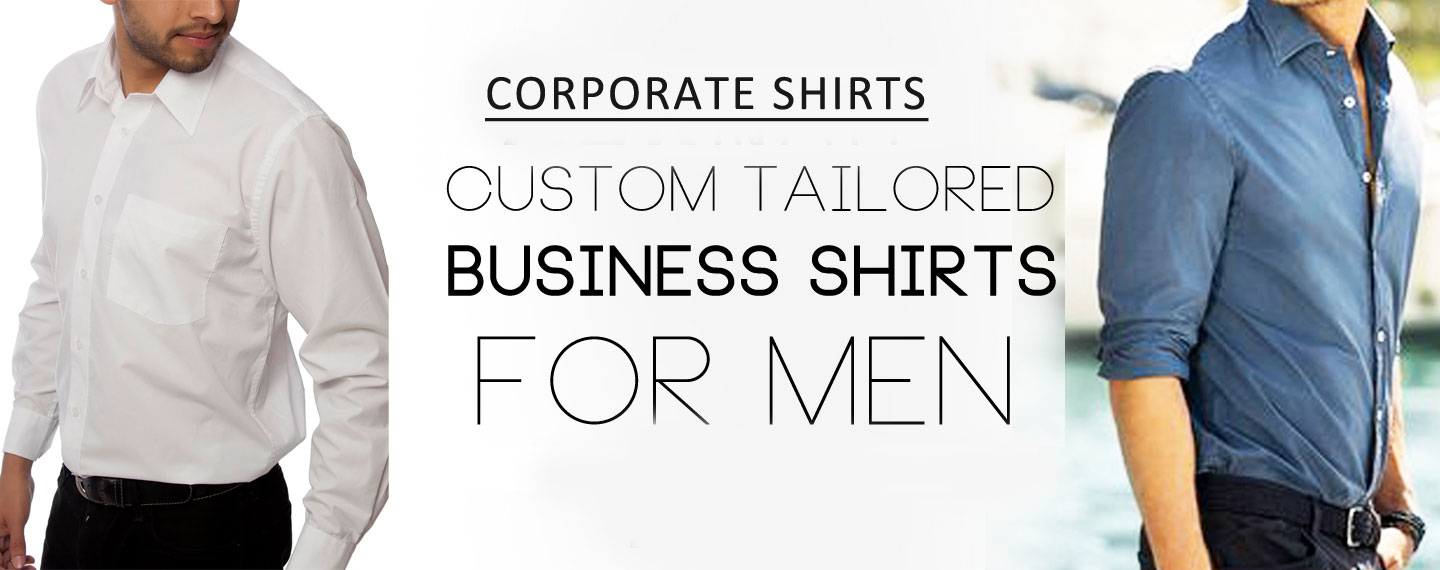 CORPORATE SHIRTS
CUSTOM TAILORED
BUSINESS SHIRTS
FOR MEN